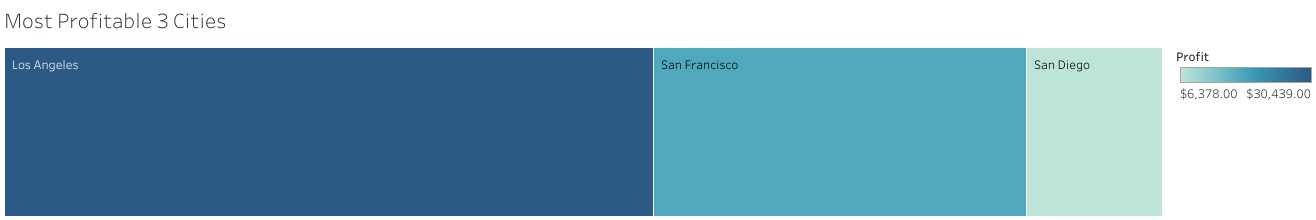 Most Profitable 3 Cities
Los Angeles
San Francisco
San Diego
Profit
$6,378.00 $30,439.00